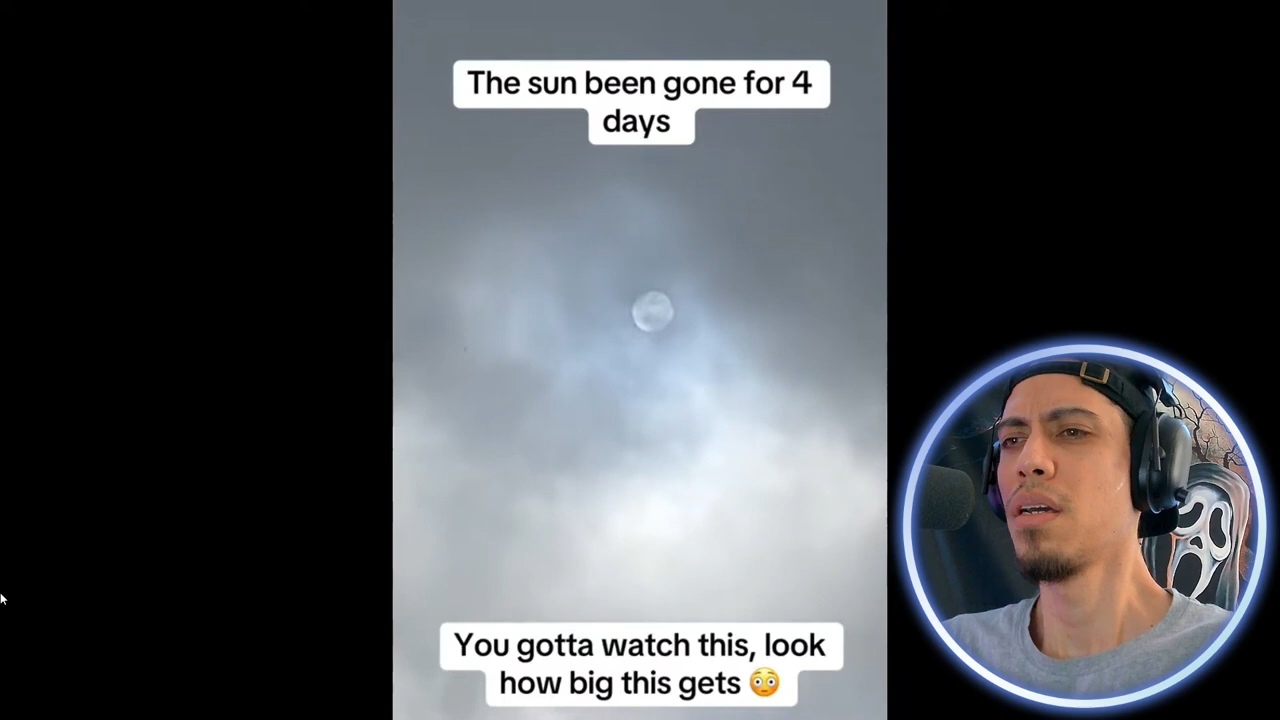 The sun been gone for 4
days
You gotta watch this, look
how big this gets 😳